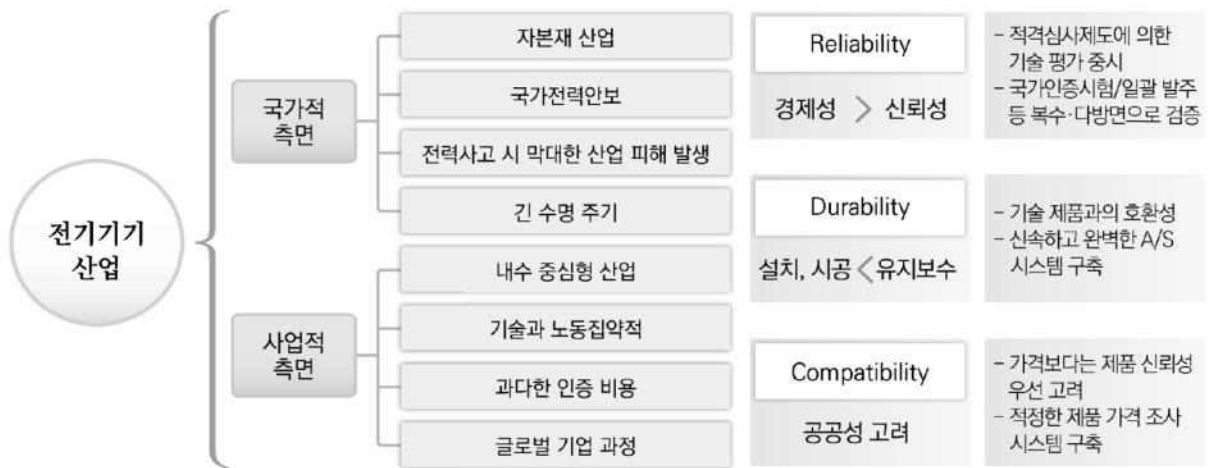 전기기기
산업
국가적
측면
자본재 산업
국가전력안보
전력사고 시 막대한 산업 피해 발생
긴 수명 주기
사업적
측면
내수 중심형 산업
기술과 노동집약적
과다한 인증 비용
글로벌 기업 과정
Reliability
경제성 > 신뢰성
- 적격심사제도에 의한
기술 평가 중시
- 국가인증시험/일괄 발주
등 복수·다방면으로 검증
Durability
설치, 시공 < 유지보수
- 기술 제품과의 호환성
- 신속하고 완벽한 A/S
시스템 구축
Compatibility
공공성 고려
- 가격보다는 제품 신뢰성
우선 고려
- 적정한 제품 가격 조사
시스템 구축